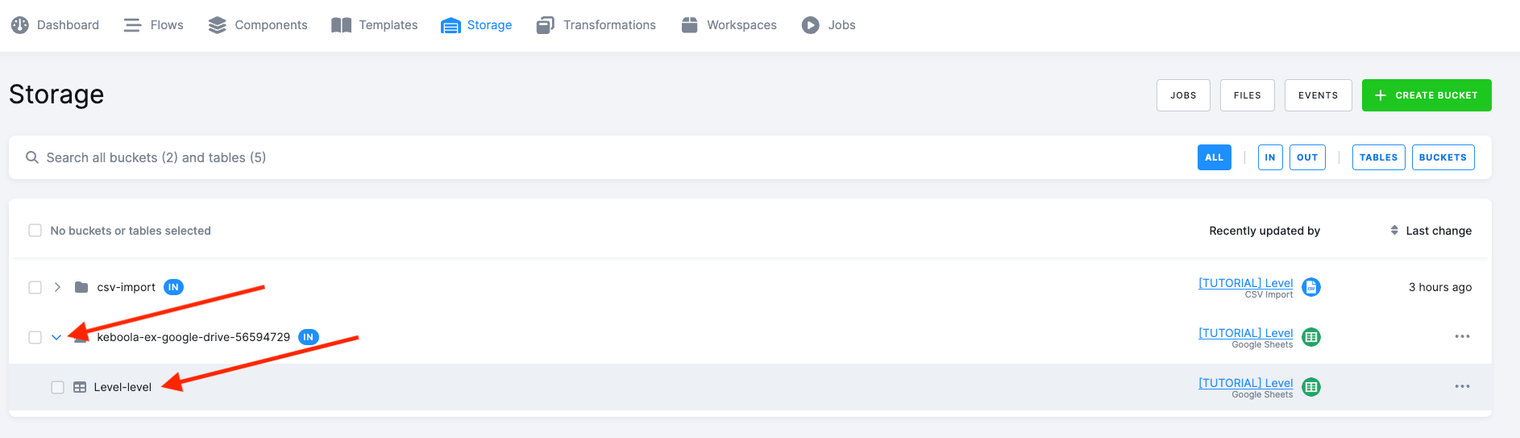 Dashboard Flows Components Templates Storage Transformations Workspaces Jobs
Storage
JOBS FILES EVENTS + CREATE BUCKET
Search all buckets (2) and tables (5)
ALL IN OUT TABLES BUCKETS
No buckets or tables selected Recently updated by Last change
csv-import IN [TUTORIAL] Level 3 hours ago
CSV Import
keboola-ex-google-drive-56594729 IN [TUTORIAL] Level ...
Google Sheets
Level-level [TUTORIAL] Level ...
Google Sheets